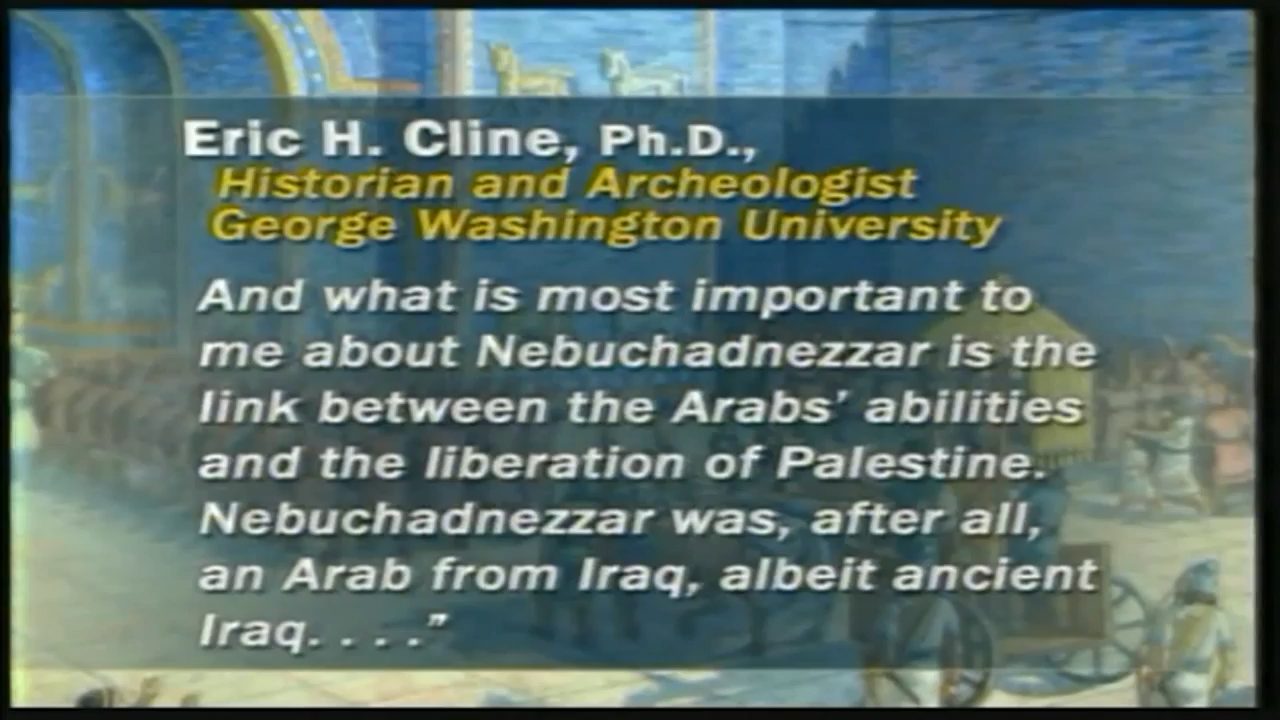 Eric H. Cline, Ph.D.,
Historian and Archeologist
George Washington University
And what is most important to
me about Nebuchadnezzar is the
link between the Arabs’ abilities
and the liberation of Palestine.
Nebuchadnezzar was, after all,
an Arab from Iraq, albeit ancient
Iraq. . . .”